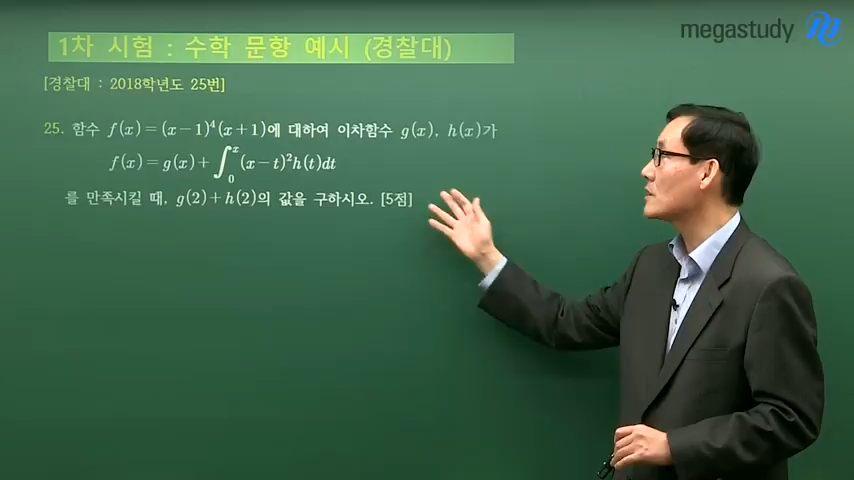 megastudy
1차 시험 : 수학 문항 예시 (경찰대)
[경찰대 : 2018학년도 25번]
25. 함수 f(x)=(x-1)⁴(x+1)에 대하여 이차함수 g(x), h(x)가
f(x)=g(x)+∫₀ˣ(x-t)²h(t)dt
를 만족시킬 때, g(2)+h(2)의 값을 구하시오. [5점]